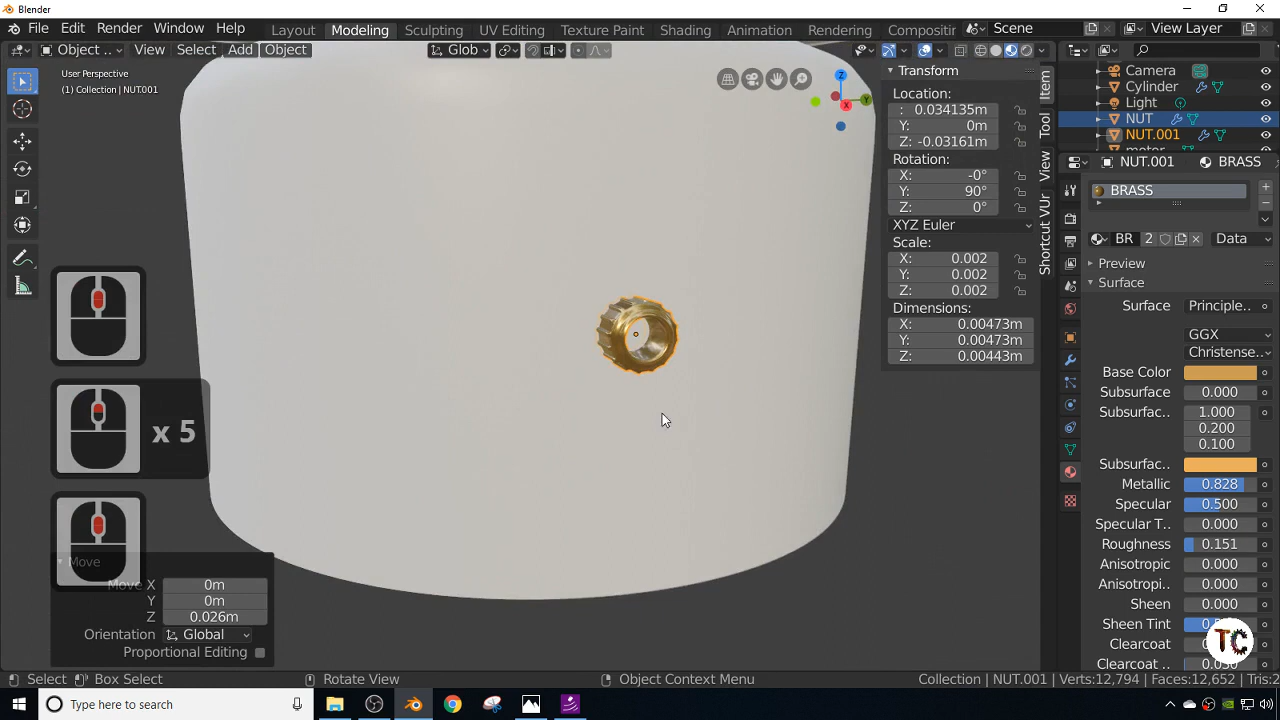 Blender
File Edit Render Window Help Layout Modeling Sculpting UV Editing Texture Paint Shading Animation Rendering Compositir Scene View Layer
Object .. View Select Add Object Glob
User Perspective
(1) Collection | NUT.001
Transform
Location:
: 0.034135m
Y: 0m
Z: -0.03161m
Rotation:
X: -0°
Y: 90°
Z: 0°
XYZ Euler
Scale:
X: 0.002
Y: 0.002
Z: 0.002
Dimensions:
X: 0.00473m
Y: 0.00473m
Z: 0.00443m
Item
Tool
View
Shortcut VUr
Z
Y
X
Camera
Cylinder
Light
NUT
NUT.001
NUT.001 BRASS
BRASS
BR 2 Data
Preview
Surface
Surface Principle..
GGX
Christense..
Base Color
Subsurface 0.000
Subsurfac.. 1.000
0.200
0.100
Subsurfac..
Metallic 0.828
Specular 0.500
Specular T.. 0.000
Roughness 0.151
Anisotropic 0.000
Anisotropi.. 0.000
Sheen 0.000
Sheen Tint
Clearcoat
Clearcoat ..
TC
x 5
Move
Move X 0m
Y 0m
Z 0.026m
Orientation Global
Proportional Editing
Select Box Select Rotate View Object Context Menu Collection | NUT.001 | Verts:12,794 | Faces:12,652 | Tris:2
Type here to search